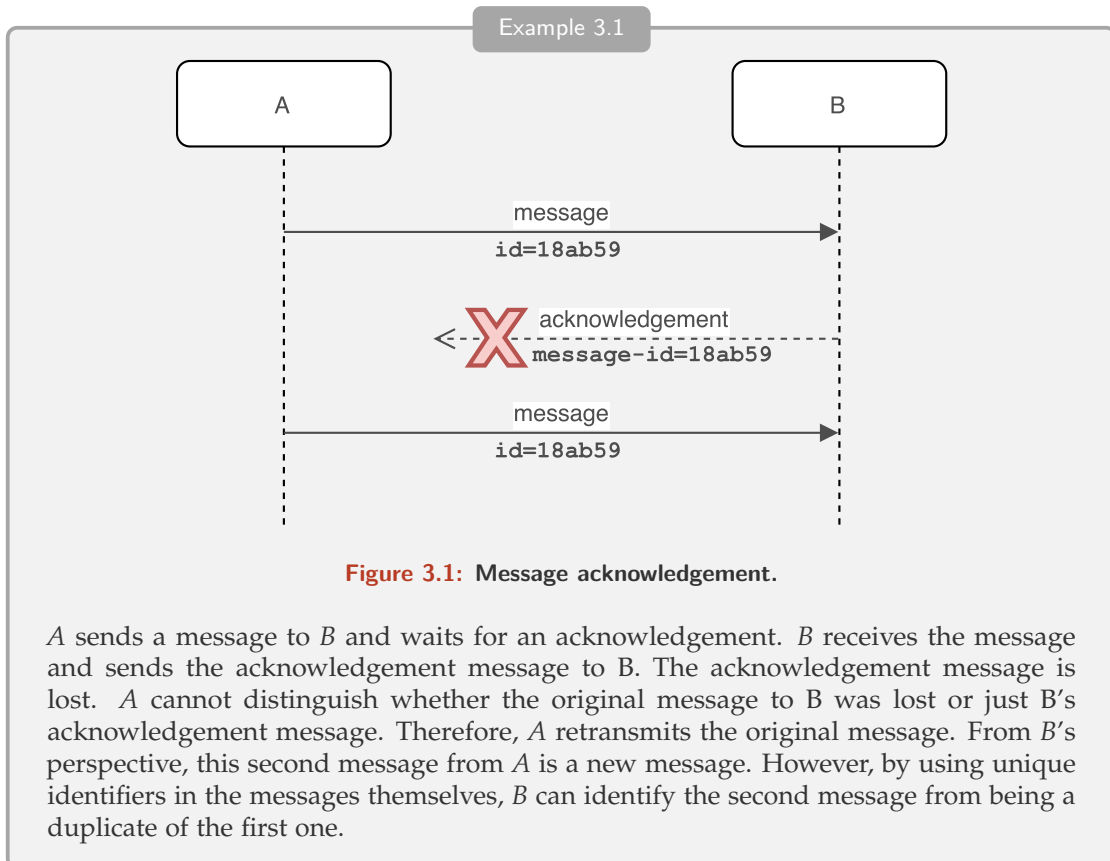 Example 3.1
A
B
message
id=18ab59
acknowledgement
message-id=18ab59
message
id=18ab59
Figure 3.1: Message acknowledgement.
A sends a message to B and waits for an acknowledgement. B receives the message
and sends the acknowledgement message to B. The acknowledgement message is
lost. A cannot distinguish whether the original message to B was lost or just B's
acknowledgement message. Therefore, A retransmits the original message. From B's
perspective, this second message from A is a new message. However, by using unique
identifiers in the messages themselves, B can identify the second message from being a
duplicate of the first one.